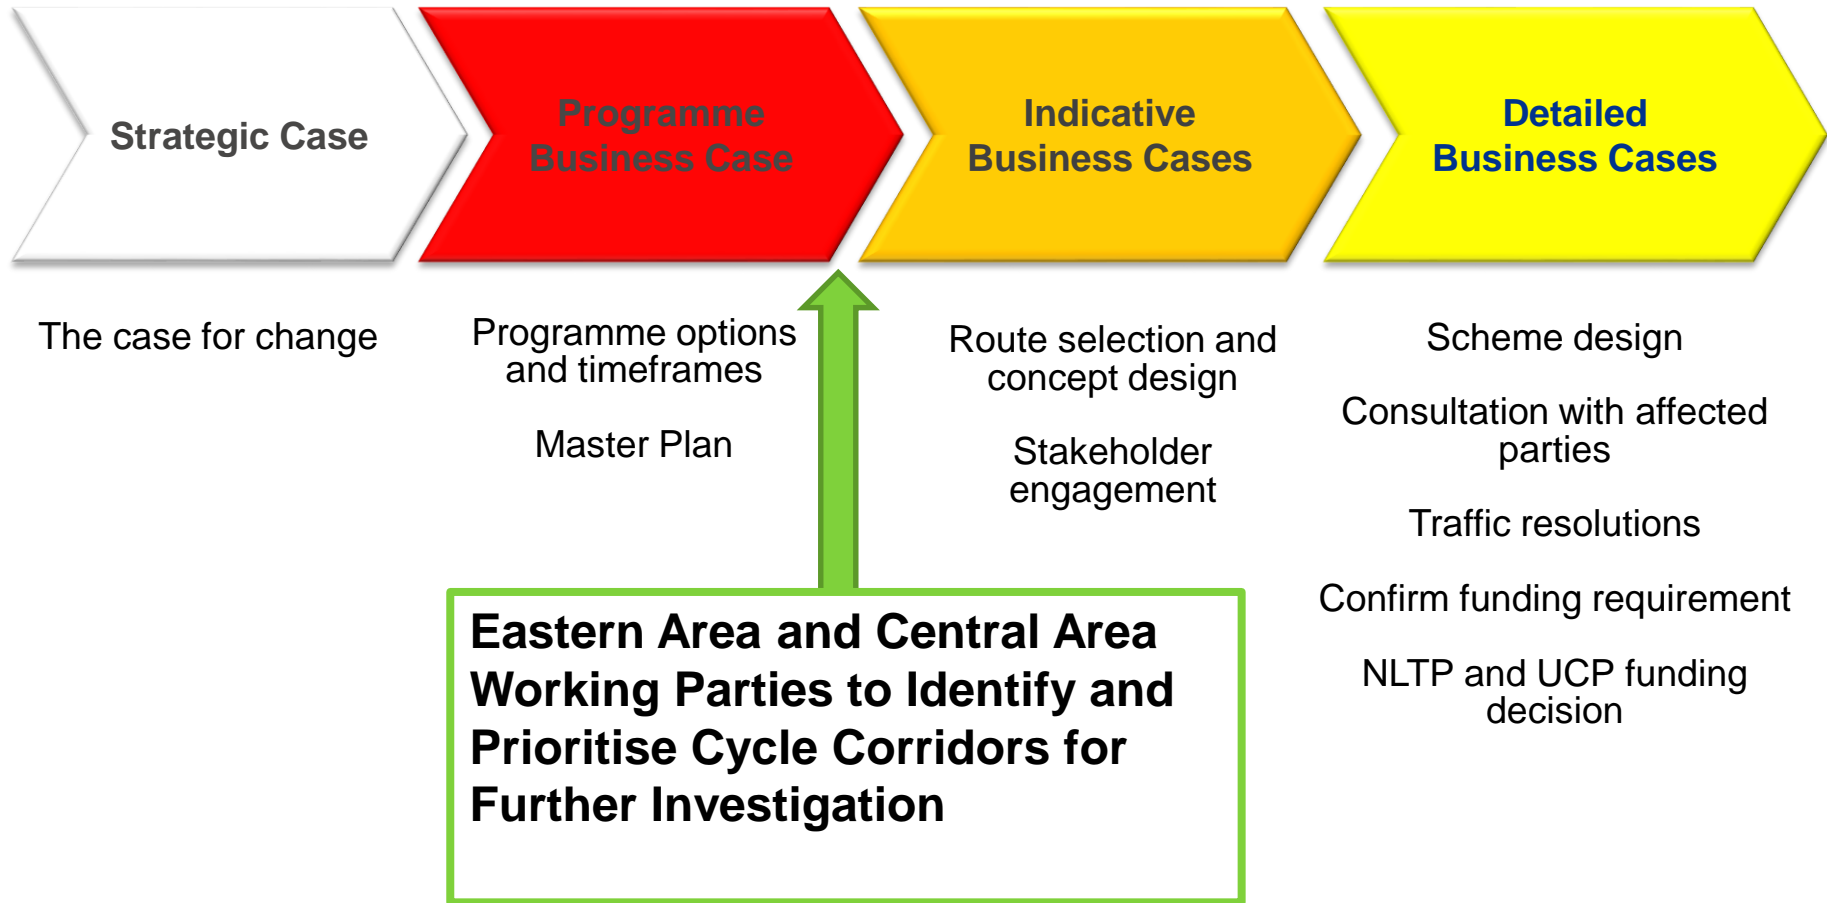 Strategic Case
Programme
Business Case
Indicative
Business Cases
Detailed
Business Cases
The case for change
Programme options
and timeframes
Master Plan
Route selection and
concept design
Stakeholder
engagement
Scheme design
Consultation with affected
parties
Traffic resolutions
Confirm funding requirement
NLTP and UCP funding
decision
Eastern Area and Central Area
Working Parties to Identify and
Prioritise Cycle Corridors for
Further Investigation